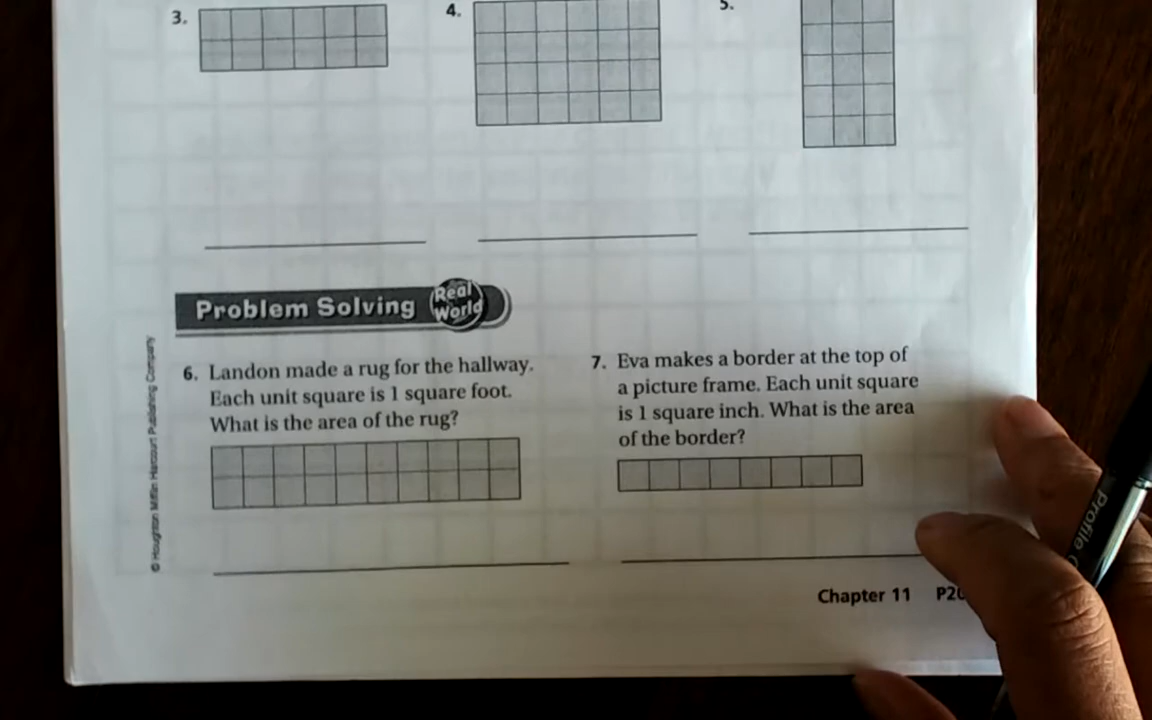 3.
4.
5.
Problem Solving Real World
6. Landon made a rug for the hallway.
Each unit square is 1 square foot.
What is the area of the rug?
7. Eva makes a border at the top of
a picture frame. Each unit square
is 1 square inch. What is the area
of the border?
© Houghton Mifflin Harcourt Publishing Company
Chapter 11
Profile